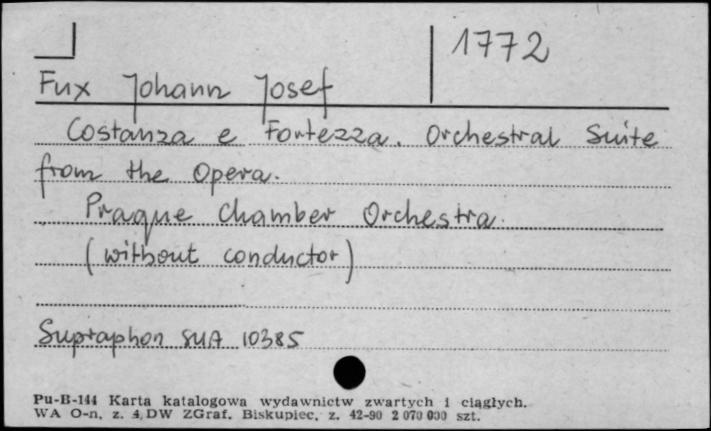 1772
Fux Johann Josef
Costanza e Fortezza. Orchestral Suite
from the Opera.
Prague Chamber Orchestra.
(without conductor)
Supraphon SUA 10385
Pu-B-144 Karta katalogowa wydawnictw zwartych i ciągłych.
WA O-n, z. 4, DW ZGraf. Biskupiec, z. 42-90 2 070 000 szt.